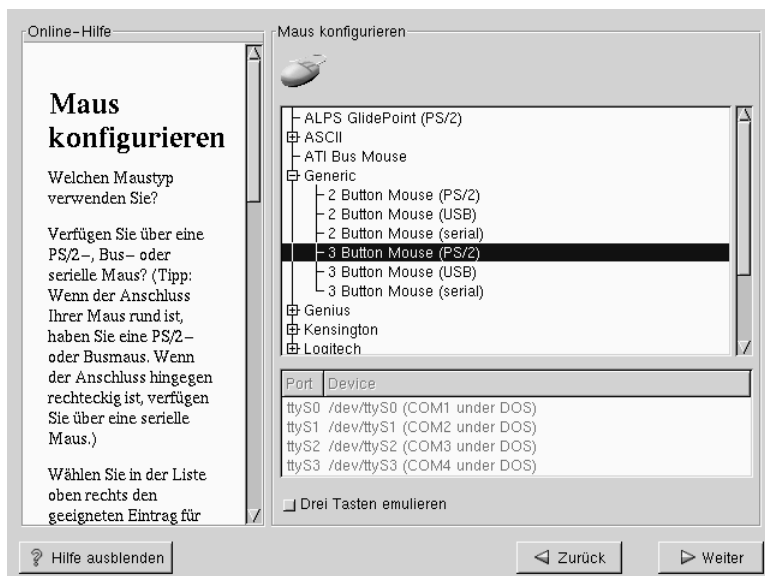 Online-Hilfe
Maus
konfigurieren
Welchen Maustyp
verwenden Sie?
Verfügen Sie über eine
PS/2-, Bus- oder
serielle Maus? (Tipp:
Wenn der Anschluss
Ihrer Maus rund ist,
haben Sie eine PS/2-
oder Busmaus. Wenn
der Anschluss hingegen
rechteckig ist, verfügen
Sie über eine serielle
Maus.)
Wählen Sie in der Liste
oben rechts den
geeigneten Eintrag für
Maus konfigurieren
ALPS GlidePoint (PS/2)
ASCII
ATI Bus Mouse
Generic
2 Button Mouse (PS/2)
2 Button Mouse (USB)
2 Button Mouse (serial)
3 Button Mouse (PS/2)
3 Button Mouse (USB)
3 Button Mouse (serial)
Genius
Kensington
Logitech
Port Device
ttyS0 /dev/ttyS0 (COM1 under DOS)
ttyS1 /dev/ttyS1 (COM2 under DOS)
ttyS2 /dev/ttyS2 (COM3 under DOS)
ttyS3 /dev/ttyS3 (COM4 under DOS)
Drei Tasten emulieren
? Hilfe ausblenden
Zurück
Weiter